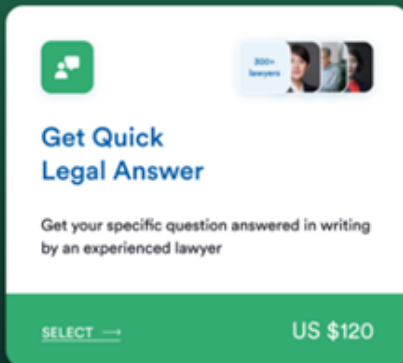 300+
lawyers
Get Quick
Legal Answer
Get your specific question answered in writing
by an experienced lawyer
SELECT →
US $120